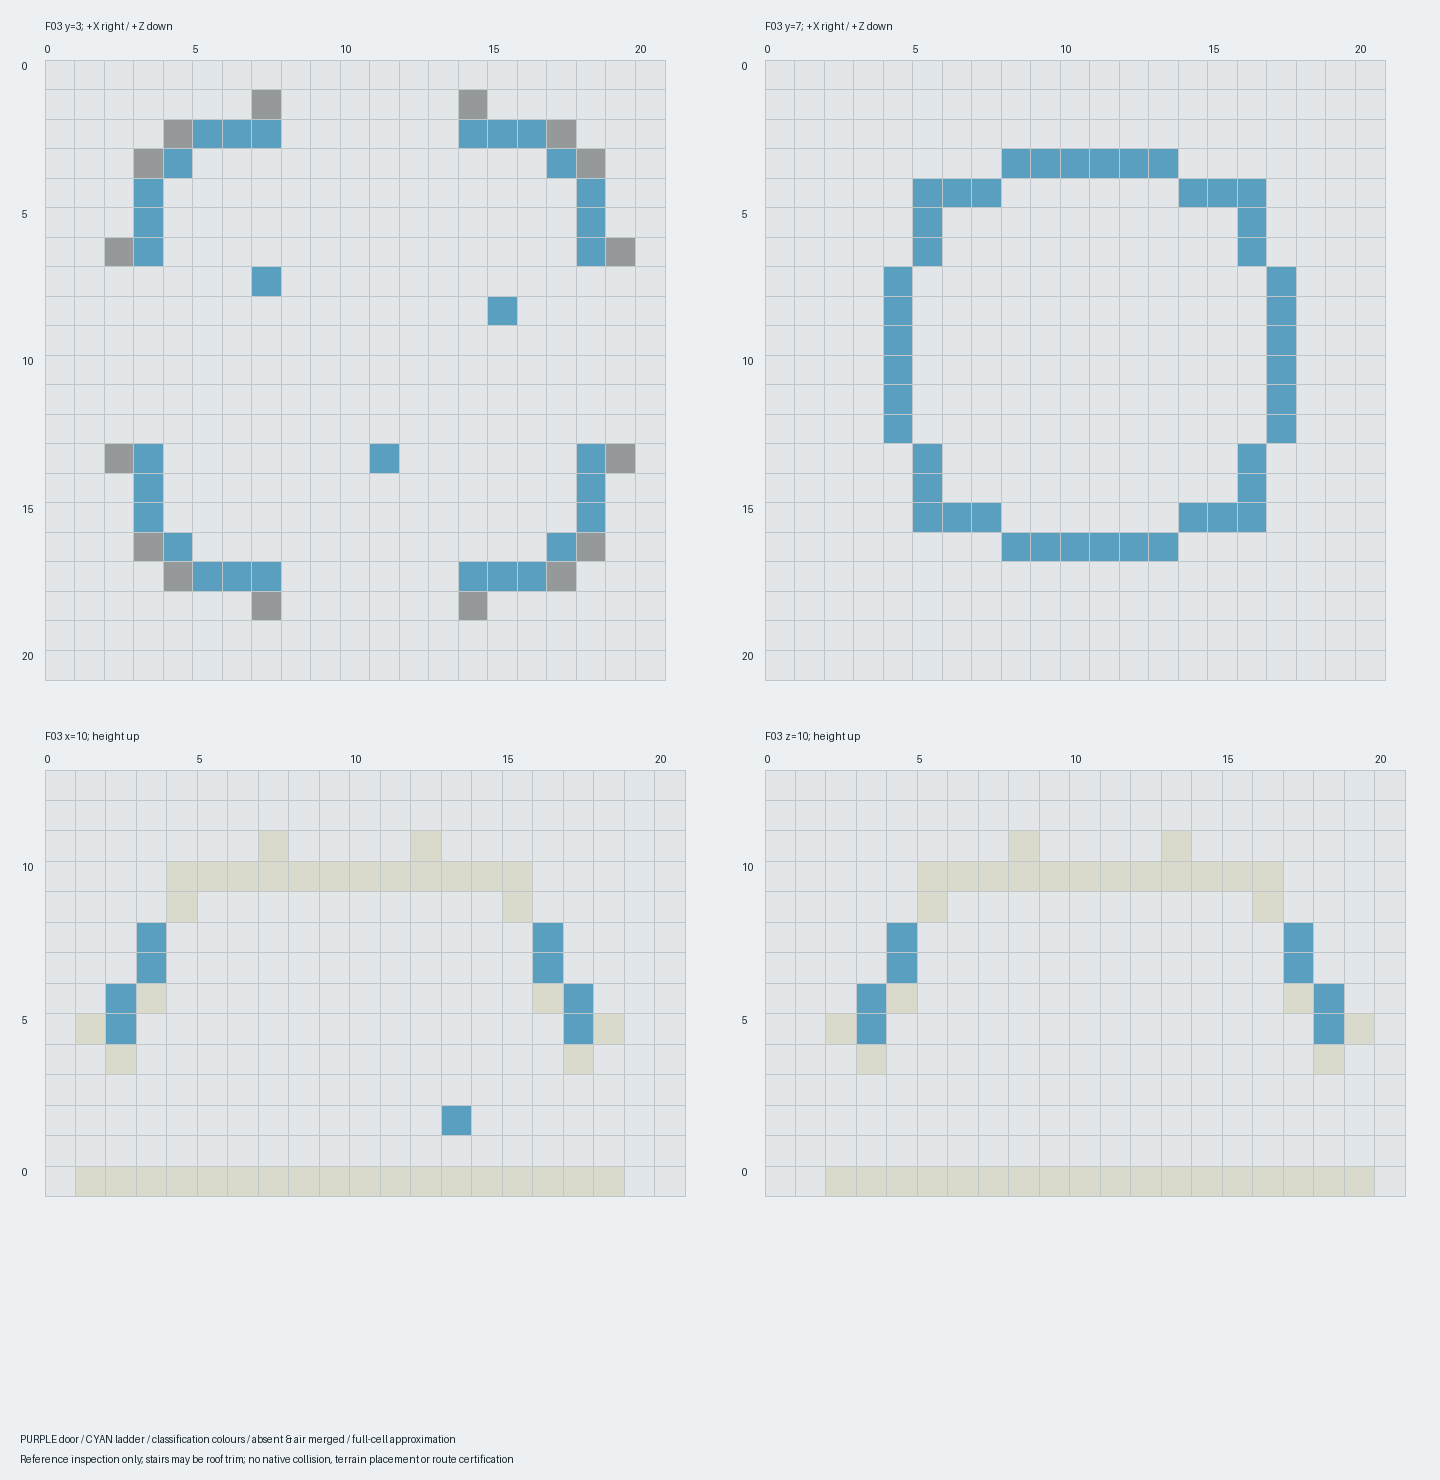 F03 y=3; +X right / +Z down
F03 y=7; +X right / +Z down
0 5 10 15 20
0 5 10 15 20
0
0
5
5
10
10
15
15
20
20
F03 x=10; height up
F03 z=10; height up
0 5 10 15 20
0 5 10 15 20
10
10
5
5
0
0
PURPLE door / CYAN ladder / classification colours / absent & air merged / full-cell approximation
Reference inspection only; stairs may be roof trim; no native collision, terrain placement or route certification